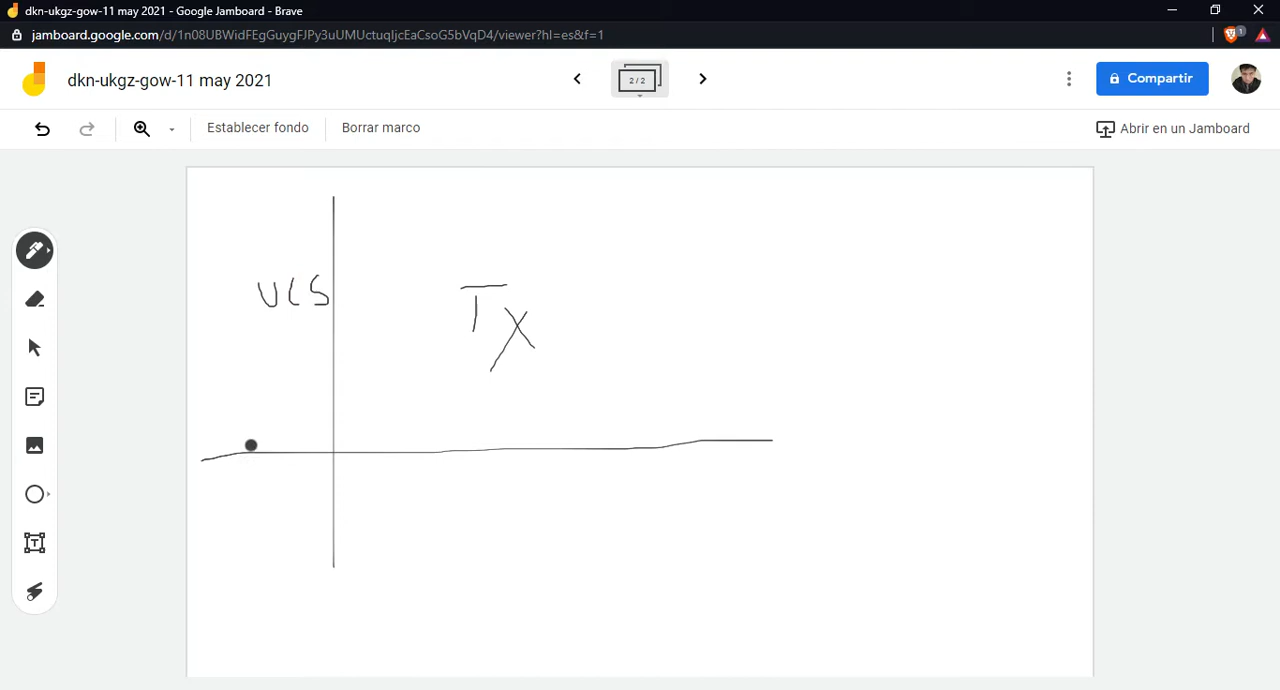 dkn-ukgz-gow-11 may 2021 - Google Jamboard - Brave
jamboard.google.com/d/1n08UBWidFEgGuygFJPy3uUMUctuqIjcEaCsoG5bVqD4/viewer?hl=es&f=1
1
dkn-ukgz-gow-11 may 2021
2 / 2
Compartir
Establecer fondo
Borrar marco
Abrir en un Jamboard
UCS
TX